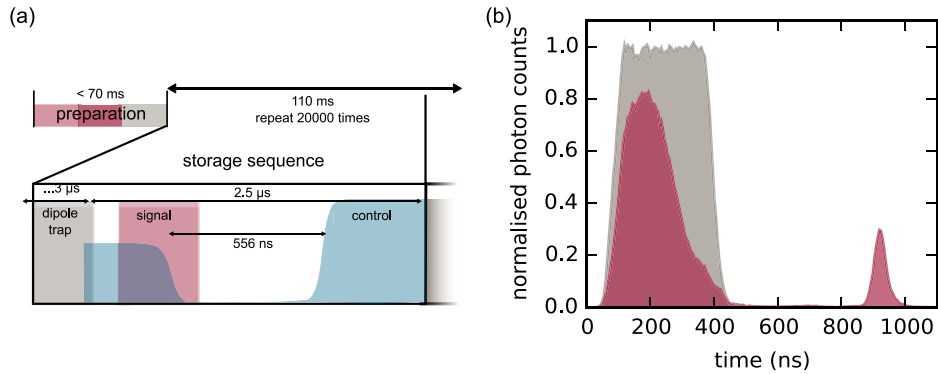 (a)
< 70 ms
preparation
110 ms
repeat 20000 times
storage sequence
...3 µs
2.5 µs
dipole
trap
signal
control
556 ns
(b)
normalised photon counts
1.0
0.8
0.6
0.4
0.2
0.0
0 200 400 600 800 1000
time (ns)